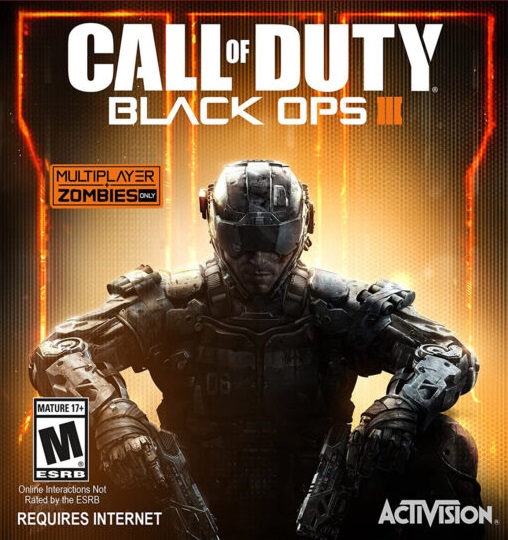 CALL OF DUTY®
BLACK OPS III
MULTIPLAYER
+
ZOMBIES ONLY
06
MATURE 17+
M®
ESRB
Online Interactions Not
Rated by the ESRB
REQUIRES INTERNET
ACTIVISION®